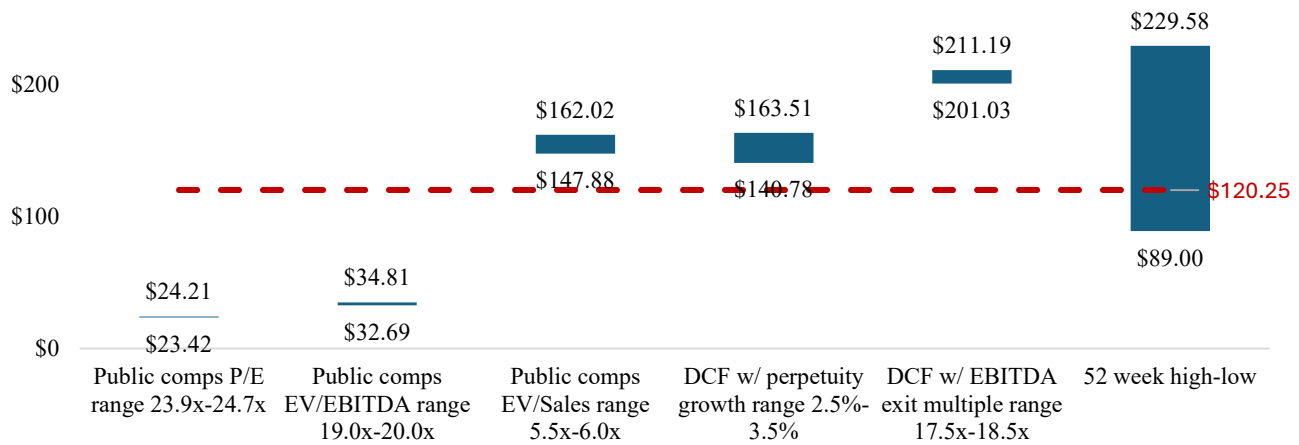 $229.58
$211.19
$200
$201.03
$162.02
$163.51
$147.88
$140.78
$120.25
$100
$89.00
$34.81
$24.21
$32.69
$23.42
$0
Public comps P/E
range 23.9x-24.7x
Public comps
EV/EBITDA range
19.0x-20.0x
Public comps
EV/Sales range
5.5x-6.0x
DCF w/ perpetuity
growth range 2.5%-
3.5%
DCF w/ EBITDA
exit multiple range
17.5x-18.5x
52 week high-low